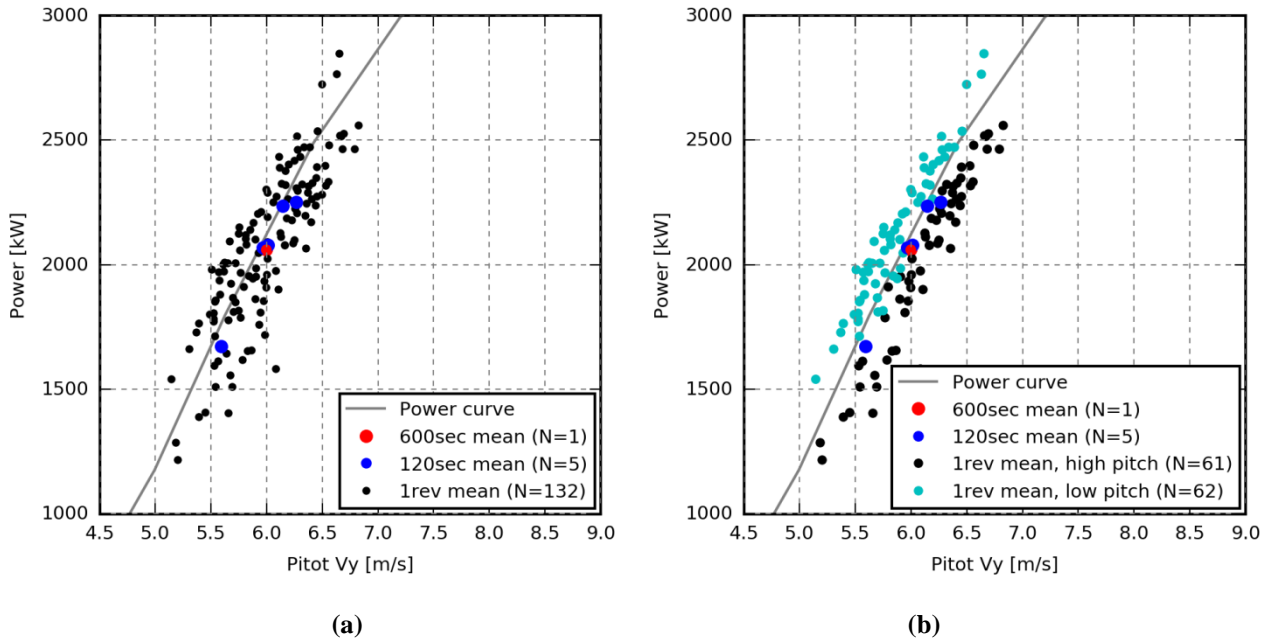 3000
2500
2000
1500
1000
Power [kW]
4.5 5.0 5.5 6.0 6.5 7.0 7.5 8.0 8.5 9.0
Pitot Vy [m/s]
Power curve
600sec mean (N=1)
120sec mean (N=5)
1rev mean (N=132)
(a)
3000
2500
2000
1500
1000
Power [kW]
4.5 5.0 5.5 6.0 6.5 7.0 7.5 8.0 8.5 9.0
Pitot Vy [m/s]
Power curve
600sec mean (N=1)
120sec mean (N=5)
1rev mean, high pitch (N=61)
1rev mean, low pitch (N=62)
(b)